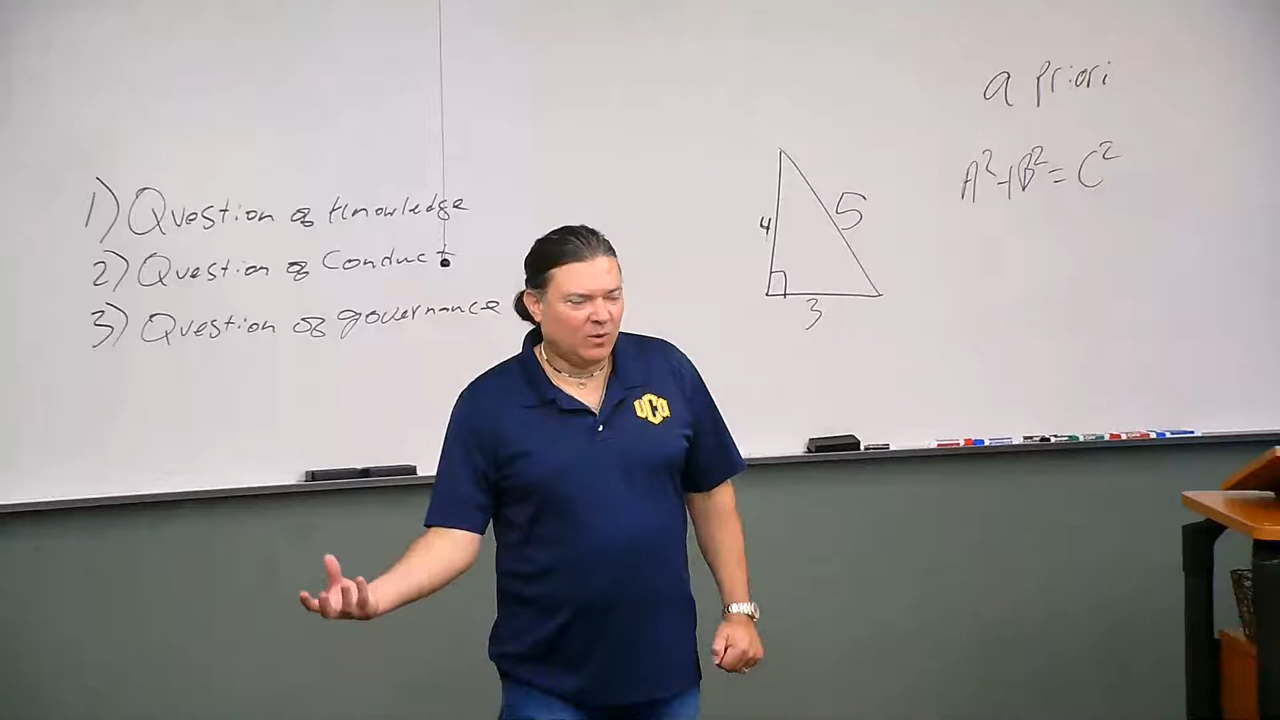 1) Question of Knowledge
2) Question of Conduct
3) Question of governance
4
5
3
a Priori
A²+B²=C²
UCO